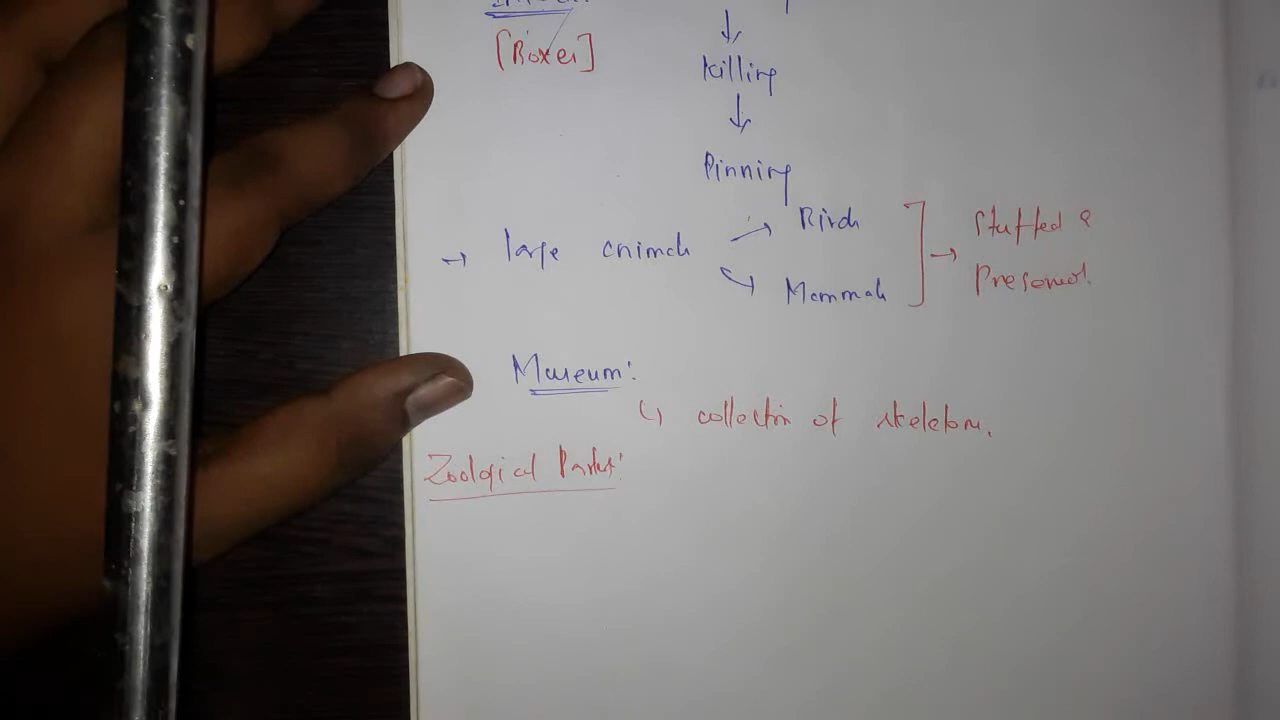 [Boxes]
↓
Killing
↓
Pinning
→ large animals → Birds
↳ Mammals
] → Stuffed &
Preserved.
Museum:
↳ collection of skeletons.
Zoological Parks: